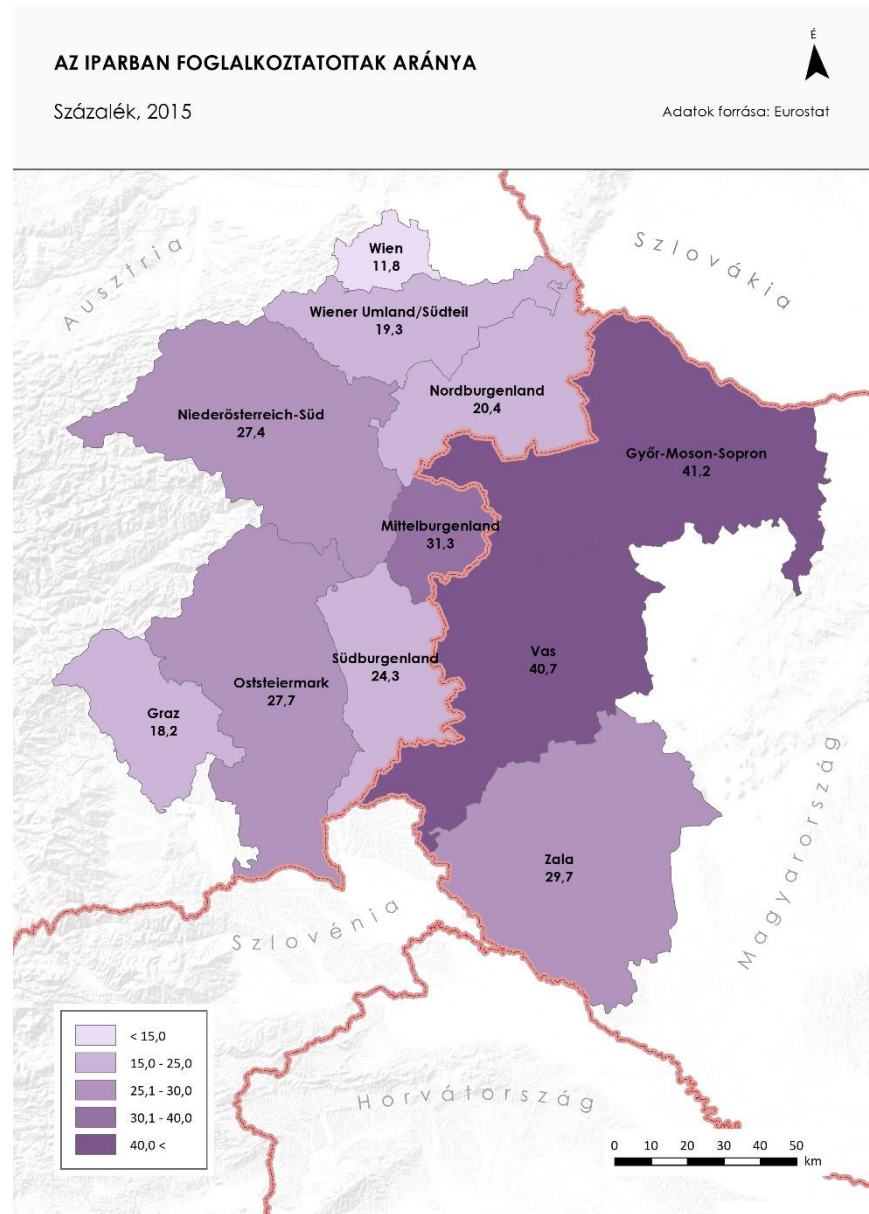 É
AZ IPARBAN FOGLALKOZTATOTTAK ARÁNYA
Százalék, 2015
Adatok forrása: Eurostat
Ausztria
Szlovákia
Wien
11,8
Wiener Umland/Südteil
19,3
Nordburgenland
20,4
Niederösterreich-Süd
27,4
Győr-Moson-Sopron
41,2
Mittelburgenland
31,3
Vas
40,7
Südburgenland
24,3
Oststeiermark
27,7
Graz
18,2
Zala
29,7
Magyarország
Szlovénia
Horvátország
< 15,0
15,0 - 25,0
25,1 - 30,0
30,1 - 40,0
40,0 <
0 10 20 30 40 50
km